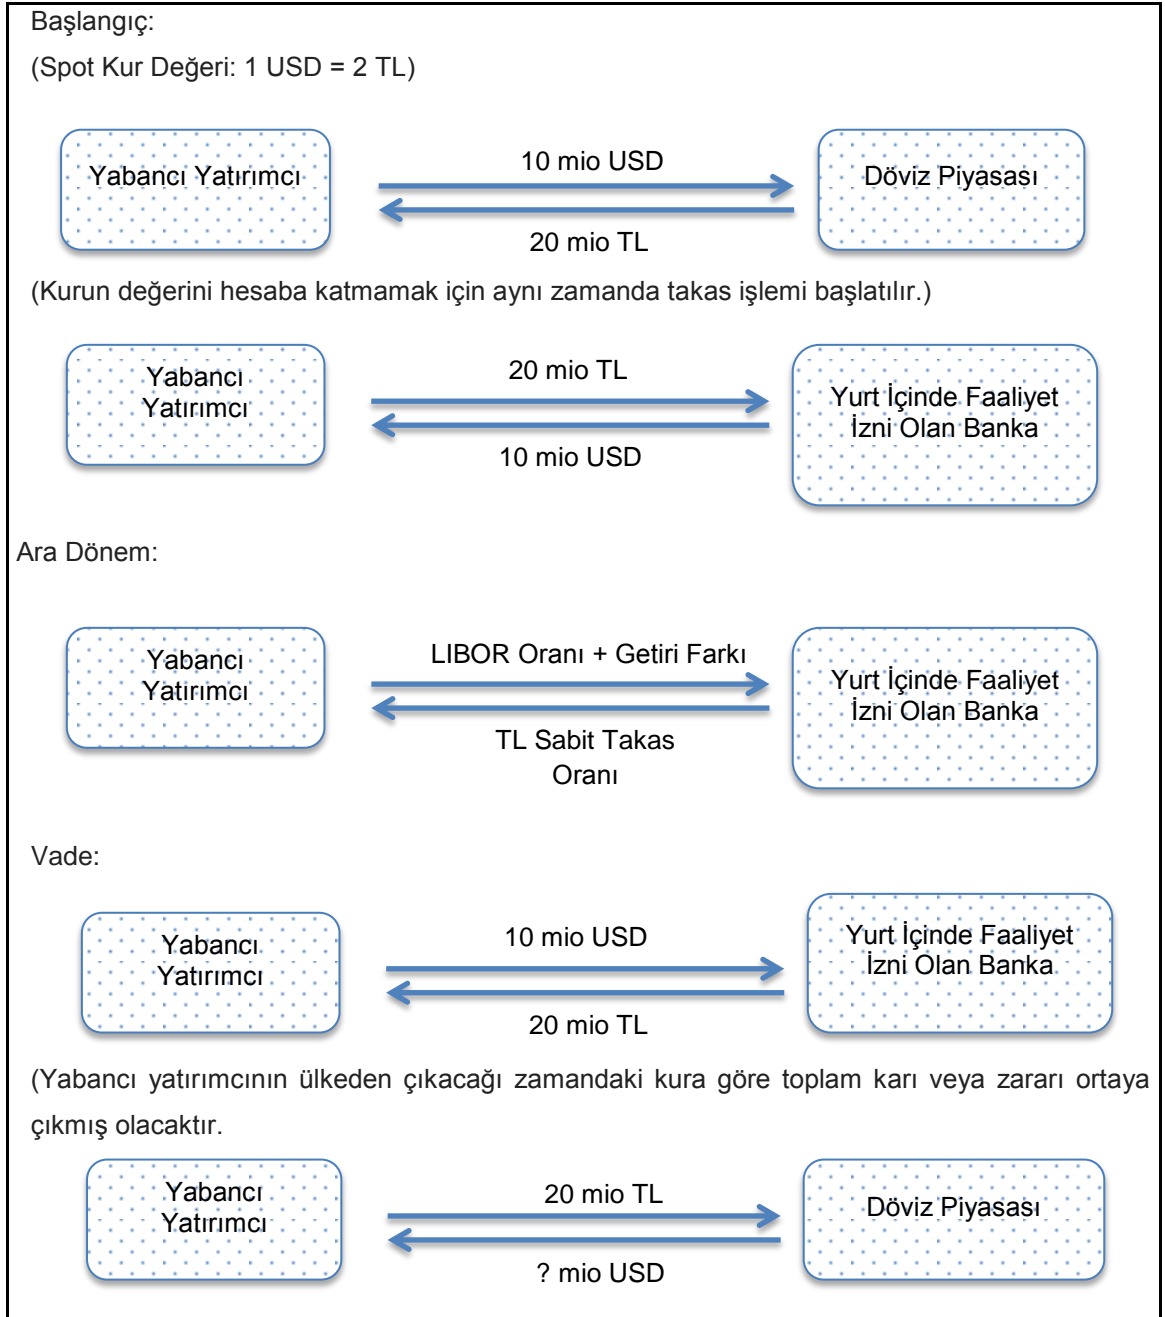 Başlangıç:
(Spot Kur Değeri: 1 USD = 2 TL)
Yabancı Yatırımcı
10 mio USD
20 mio TL
Döviz Piyasası
(Kurun değerini hesaba katmamak için aynı zamanda takas işlemi başlatılır.)
Yabancı
Yatırımcı
20 mio TL
10 mio USD
Yurt İçinde Faaliyet
İzni Olan Banka
Ara Dönem:
Yabancı
Yatırımcı
LIBOR Oranı + Getiri Farkı
TL Sabit Takas
Oranı
Yurt İçinde Faaliyet
İzni Olan Banka
Vade:
Yabancı
Yatırımcı
10 mio USD
20 mio TL
Yurt İçinde Faaliyet
İzni Olan Banka
(Yabancı yatırımcının ülkeden çıkacağı zamandaki kura göre toplam karı veya zararı ortaya
çıkmış olacaktır.
Yabancı
Yatırımcı
20 mio TL
? mio USD
Döviz Piyasası